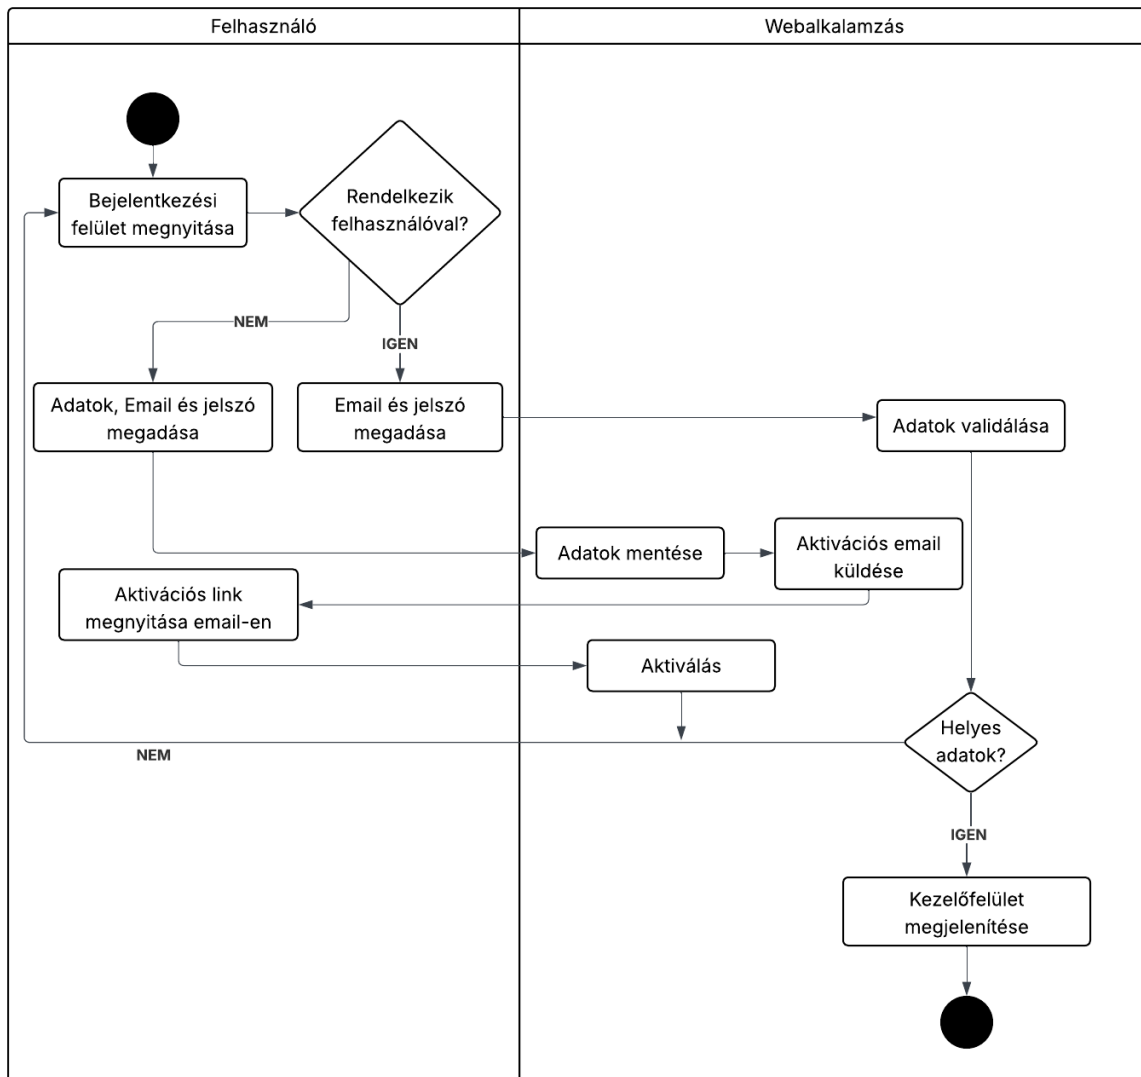 Felhasználó
Webalkalamzás
Bejelentkezési
felület megnyitása
Rendelkezik
felhasználóval?
NEM
IGEN
Adatok, Email és jelszó
megadása
Email és jelszó
megadása
Adatok validálása
Adatok mentése
Aktivációs email
küldése
Aktivációs link
megnyitása email-en
Aktiválás
Helyes
adatok?
NEM
IGEN
Kezelőfelület
megjelenítése